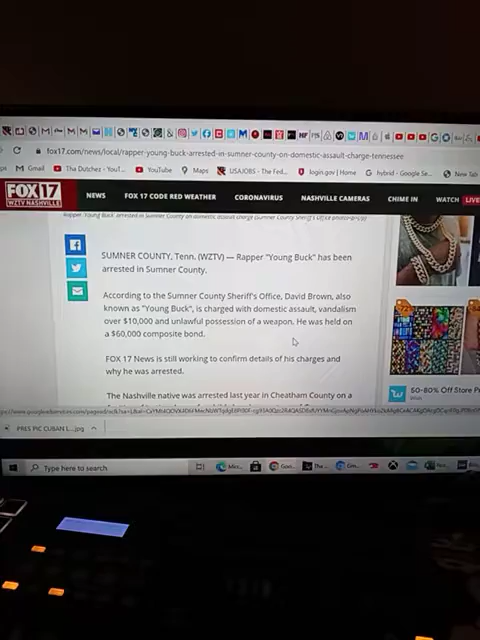 fox17.com/news/local/rapper-young-buck-arrested-in-sumner-county-on-domestic-assault-charge-tennessee
M Gmail The Dutchez - YouT... YouTube Maps USAJOBS - The Fed... login.gov | Home hybrid - Google Se... New Tab
FOX 17
WZTV NASHVILLE
NEWS FOX 17 CODE RED WEATHER CORONAVIRUS NASHVILLE CAMERAS CHIME IN WATCH LIVE
SUMNER COUNTY, Tenn. (WZTV) — Rapper "Young Buck" has been
arrested in Sumner County.
According to the Sumner County Sheriff's Office, David Brown, also
known as "Young Buck", is charged with domestic assault, vandalism
over $10,000 and unlawful possession of a weapon. He was held on
a $60,000 composite bond.
FOX 17 News is still working to confirm details of his charges and
why he was arrested.
The Nashville native was arrested last year in Cheatham County on a
50-80% Off Store
Wish
PRES PIC CUBAN L....jpg
Type here to search